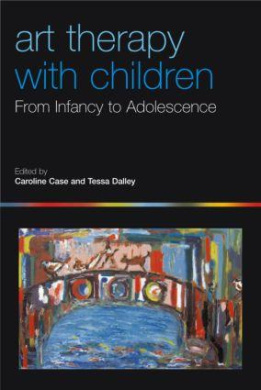 art therapy
with children
From Infancy to Adolescence
Edited by
Caroline Case and Tessa Dalley